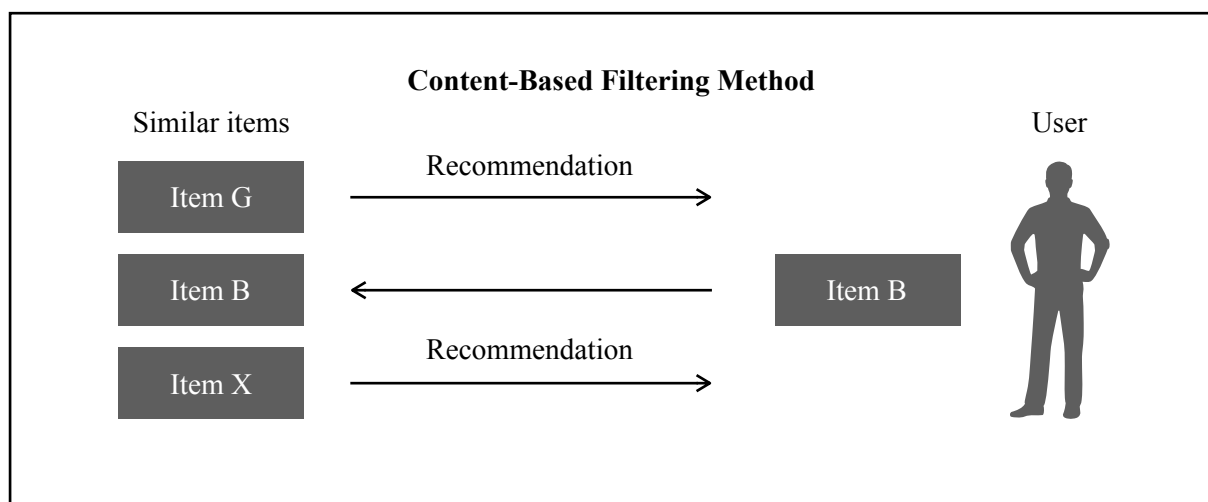 Content-Based Filtering Method
Similar items
User
Recommendation
Item G
Item B
Item B
Recommendation
Item X